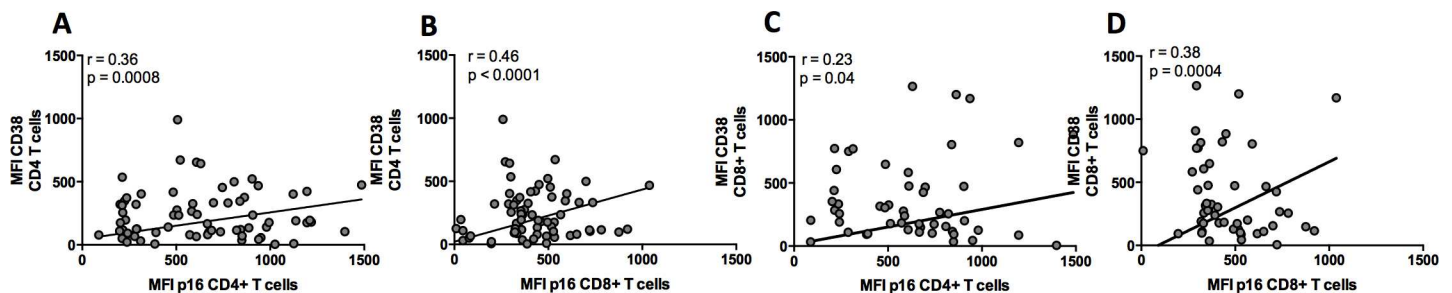 A
r = 0.36
p = 0.0008
MFI CD38
CD4 T cells
1500
1000
500
0
0
500
1000
1500
MFI p16 CD4+ T cells
B
r = 0.46
p < 0.0001
MFI CD38
CD4 T cells
1500
1000
500
0
0
500
1000
1500
MFI p16 CD8+ T cells
C
r = 0.23
p = 0.04
MFI CD38
CD8+ T cells
1500
1000
500
0
0
500
1000
1500
MFI p16 CD4+ T cells
D
r = 0.38
p = 0.0004
MFI CD38
CD8+ T cells
1500
1000
500
0
0
500
1000
1500
MFI p16 CD8+ T cells